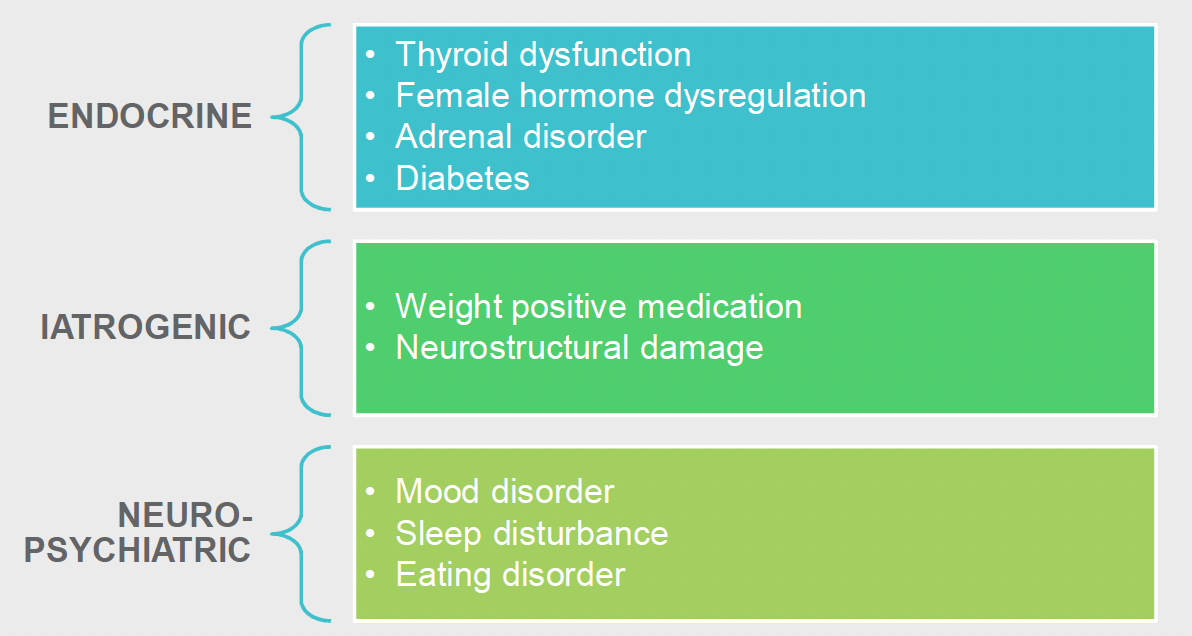 ENDOCRINE
• Thyroid dysfunction
• Female hormone dysregulation
• Adrenal disorder
• Diabetes
IATROGENIC
• Weight positive medication
• Neurostructural damage
NEURO-
PSYCHIATRIC
• Mood disorder
• Sleep disturbance
• Eating disorder